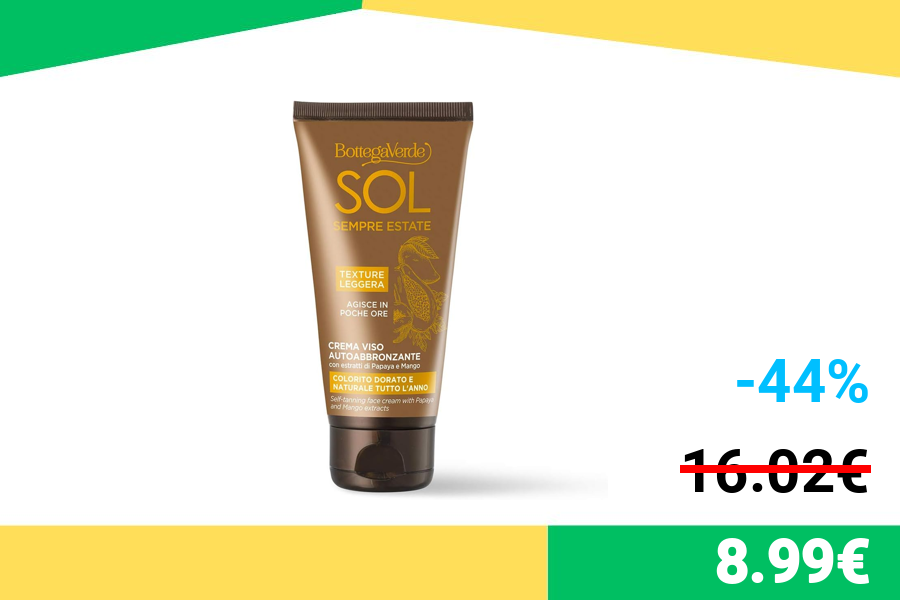 BottegaVerde
SOL
SEMPRE ESTATE
TEXTURE
LEGGERA
AGISCE IN
POCHE ORE
CREMA VISO
AUTOABBRONZANTE
con estratti di Papaya e Mango
COLORITO DORATO E
NATURALE TUTTO L'ANNO
Self-tanning face cream with Papaya
and Mango extracts
-44%
16.02€
8.99€